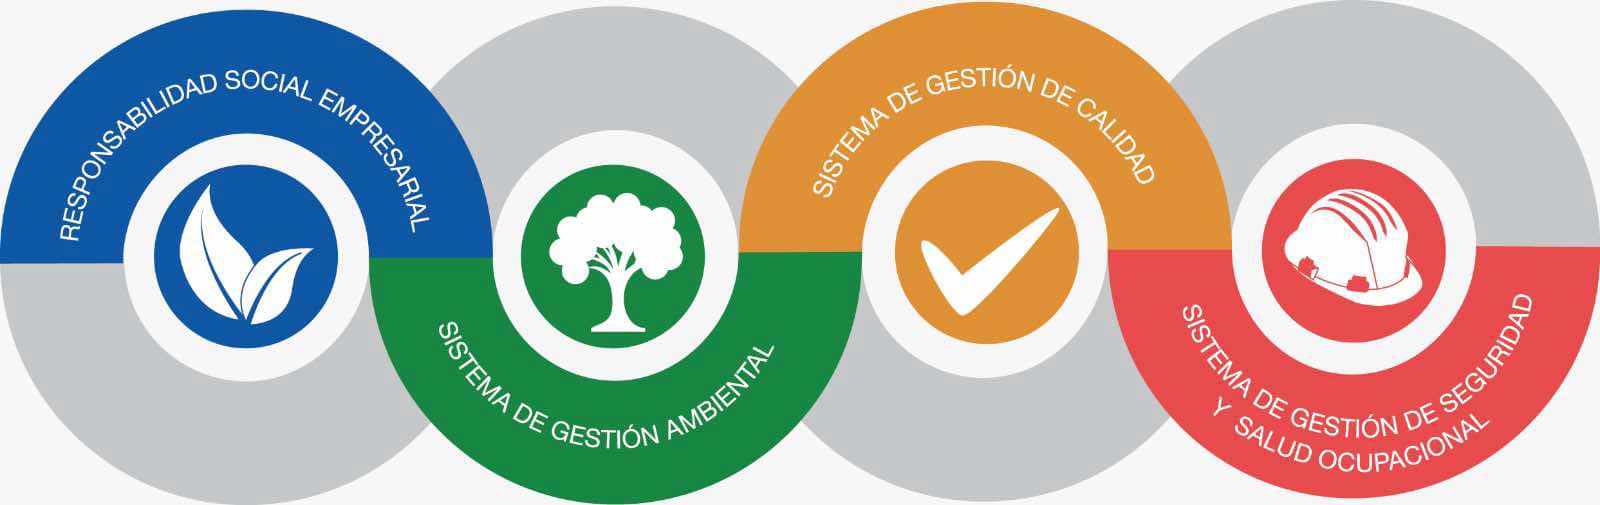 RESPONSABILIDAD SOCIAL EMPRESARIAL
SISTEMA DE GESTIÓN AMBIENTAL
SISTEMA DE GESTIÓN DE CALIDAD
SISTEMA DE GESTIÓN DE SEGURIDAD
Y SALUD OCUPACIONAL